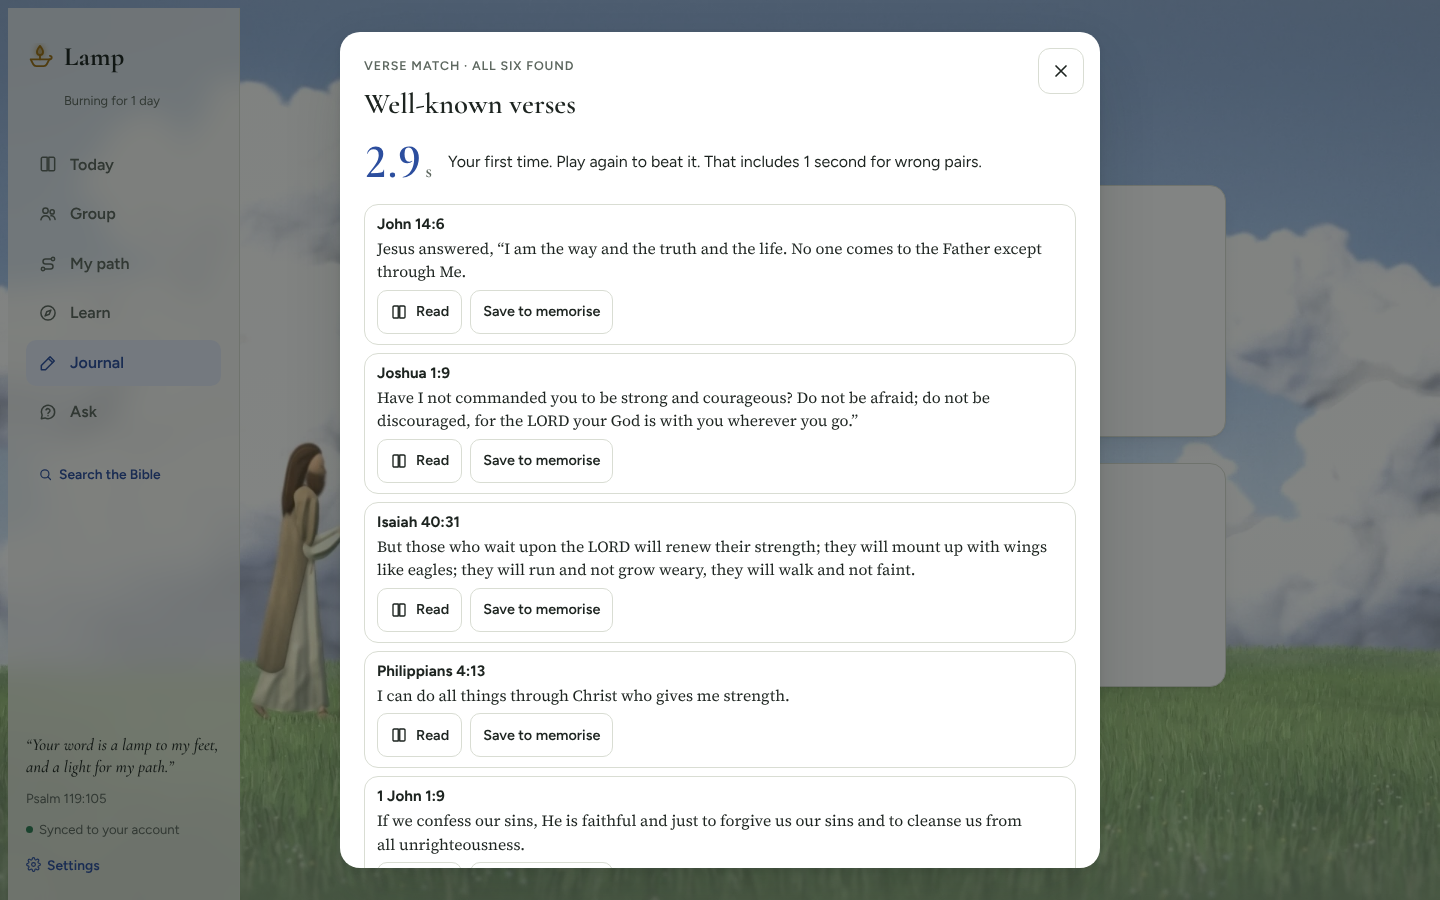 Lamp
Burning for 1 day
Today
Group
My path
Learn
Journal
Ask
Search the Bible
“Your word is a lamp to my feet,
and a light for my path.”
Psalm 119:105
Synced to your account
Settings
VERSE MATCH · ALL SIX FOUND
Well-known verses
2.9 s
Your first time. Play again to beat it. That includes 1 second for wrong pairs.
John 14:6
Jesus answered, “I am the way and the truth and the life. No one comes to the Father except
through Me.
Read
Save to memorise
Joshua 1:9
Have I not commanded you to be strong and courageous? Do not be afraid; do not be
discouraged, for the LORD your God is with you wherever you go.”
Read
Save to memorise
Isaiah 40:31
But those who wait upon the LORD will renew their strength; they will mount up with wings
like eagles; they will run and not grow weary, they will walk and not faint.
Read
Save to memorise
Philippians 4:13
I can do all things through Christ who gives me strength.
Read
Save to memorise
1 John 1:9
If we confess our sins, He is faithful and just to forgive us our sins and to cleanse us from
all unrighteousness.